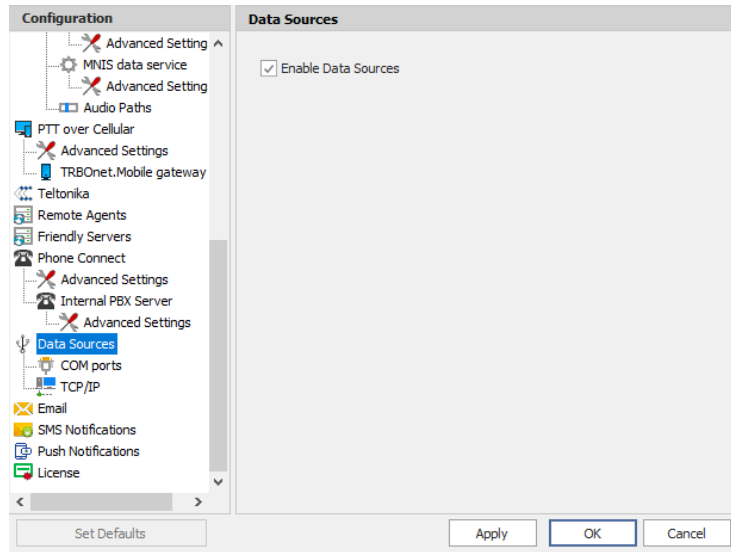 Configuration
Advanced Setting
MNIS data service
Advanced Setting
Audio Paths
PTT over Cellular
Advanced Settings
TRBOnet.Mobile gateway
Teltonika
Remote Agents
Friendly Servers
Phone Connect
Advanced Settings
Internal PBX Server
Advanced Settings
Data Sources
COM ports
TCP/IP
Email
SMS Notifications
Push Notifications
License
Set Defaults
Data Sources
Enable Data Sources
Apply
OK
Cancel